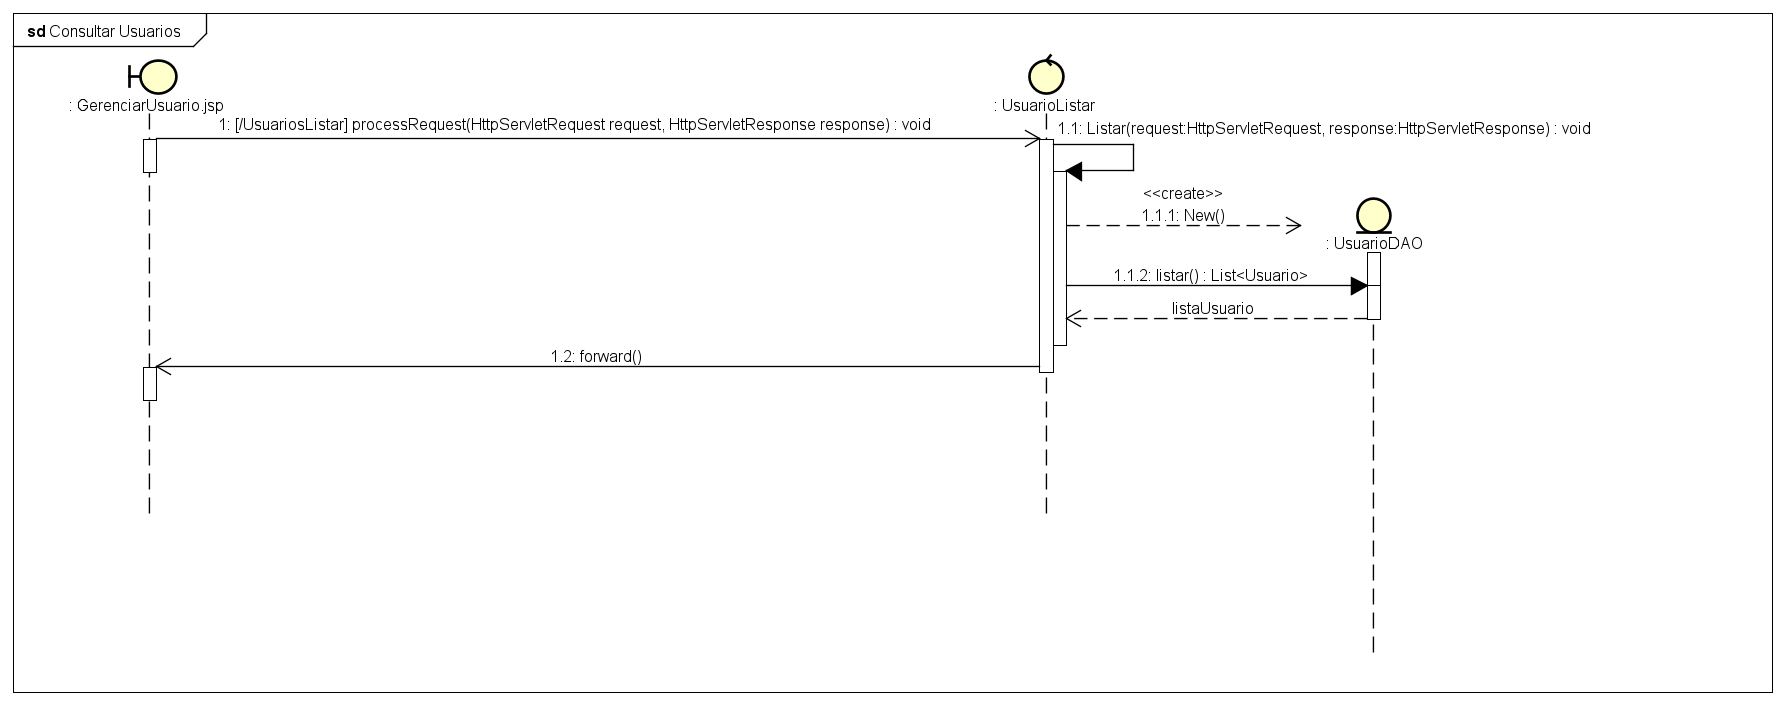 sd Consultar Usuarios
: GerenciarUsuario.jsp
: UsuarioListar
1: [/UsuariosListar] processRequest(HttpServletRequest request, HttpServletResponse response) : void
1.1: Listar(request:HttpServletRequest, response:HttpServletResponse) : void
<<create>>
1.1.1: New()
: UsuarioDAO
1.1.2: listar() : List<Usuario>
listaUsuario
1.2: forward()